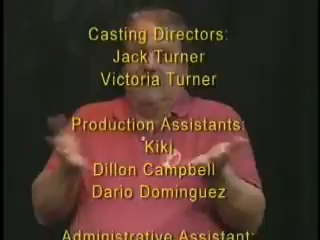 Casting Directors:
Jack Turner
Victoria Turner
Production Assistants:
Kiki
Dillon Campbell
Dario Dominguez
Administrative Assistant: